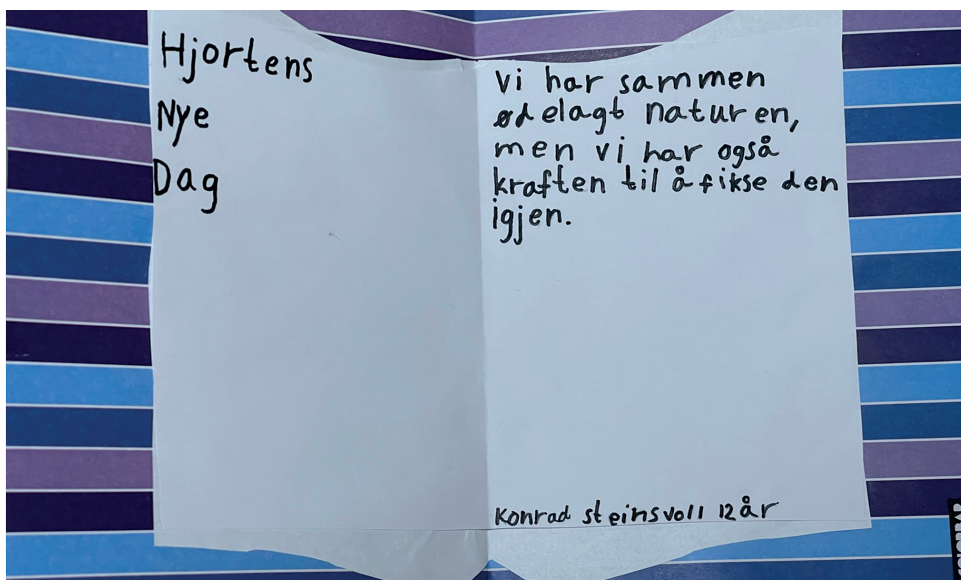 Hjortens
Nye
Dag
Vi har sammen
ødelagt naturen,
men vi har også
kraften til å fikse den
igjen.
Konrad steinsvoll 12 år